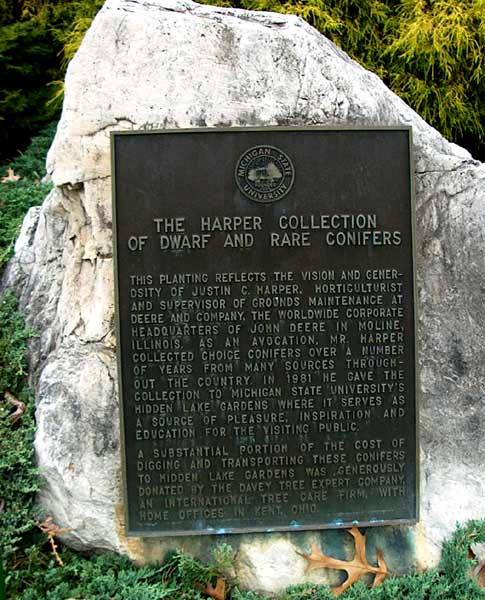 MICHIGAN STATE
UNIVERSITY
THE HARPER COLLECTION
OF DWARF AND RARE CONIFERS
THIS PLANTING REFLECTS THE VISION AND GENER-
OSITY OF JUSTIN C. HARPER, HORTICULTURIST
AND SUPERVISOR OF GROUNDS MAINTENANCE AT
DEERE AND COMPANY, THE WORLDWIDE CORPORATE
HEADQUARTERS OF JOHN DEERE IN MOLINE,
ILLINOIS. AS AN AVOCATION, MR. HARPER
COLLECTED CHOICE CONIFERS OVER A NUMBER
OF YEARS FROM MANY SOURCES THROUGH-
OUT THE COUNTRY. IN 1981 HE GAVE THE
COLLECTION TO MICHIGAN STATE UNIVERSITY'S
HIDDEN LAKE GARDENS WHERE IT SERVES AS
A SOURCE OF PLEASURE, INSPIRATION AND
EDUCATION FOR THE VISITING PUBLIC.
A SUBSTANTIAL PORTION OF THE COST OF
DIGGING AND TRANSPORTING THESE CONIFERS
TO HIDDEN LAKE GARDENS WAS GENEROUSLY
DONATED BY THE DAVEY TREE EXPERT COMPANY,
AN INTERNATIONAL TREE CARE FIRM, WITH
HOME OFFICES IN KENT, OHIO.